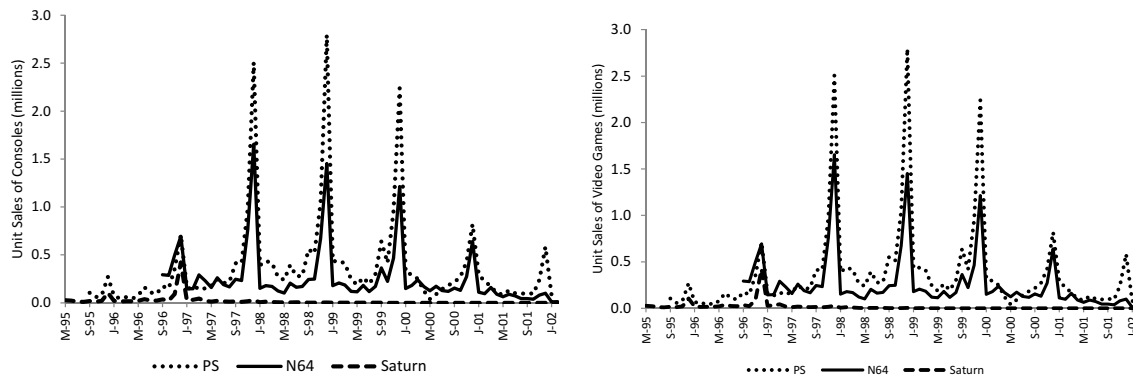 Unit Sales of Consoles (millions)
3.0
2.5
2.0
1.5
1.0
0.5
0.0
M-95
S-95
J-96
M-96
S-96
J-97
M-97
S-97
J-98
M-98
S-98
J-99
M-99
S-99
J-00
M-00
S-00
J-01
M-01
S-01
J-02
PS
N64
Saturn
Unit Sales of Video Games (millions)
3.0
2.5
2.0
1.5
1.0
0.5
0.0
M-95
S-95
J-96
M-96
S-96
J-97
M-97
S-97
J-98
M-98
S-98
J-99
M-99
S-99
J-00
M-00
S-00
J-01
M-01
S-01
J-02
PS
N64
Saturn